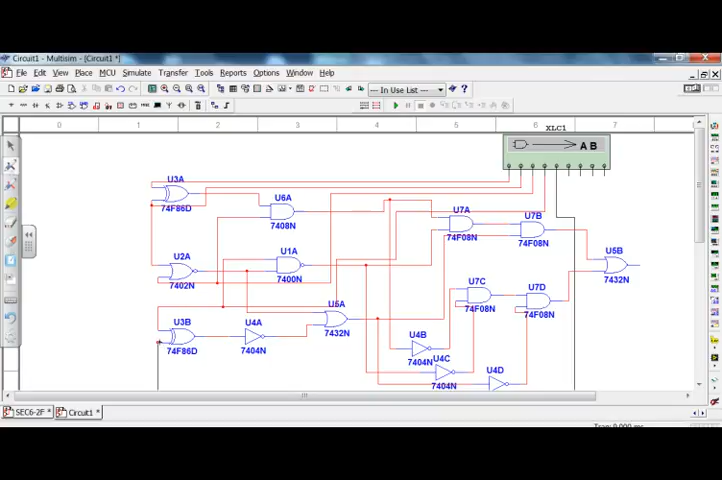 Circuit1 - Multisim - [Circuit1 *]
File Edit View Place MCU Simulate Transfer Tools Reports Options Window Help
--- In Use List ---
0 1 2 3 4 5 6 7
XLC1
A B
U3A
74F86D
U6A
7408N
U7A
74F08N
U7B
74F08N
U2A
7402N
U1A
7400N
U5B
7432N
U7C
74F08N
U7D
74F08N
U5A
7432N
U3B
74F86D
U4A
7404N
U4B
7404N
U4C
7404N
U4D
SEC6-2F * Circuit1 *